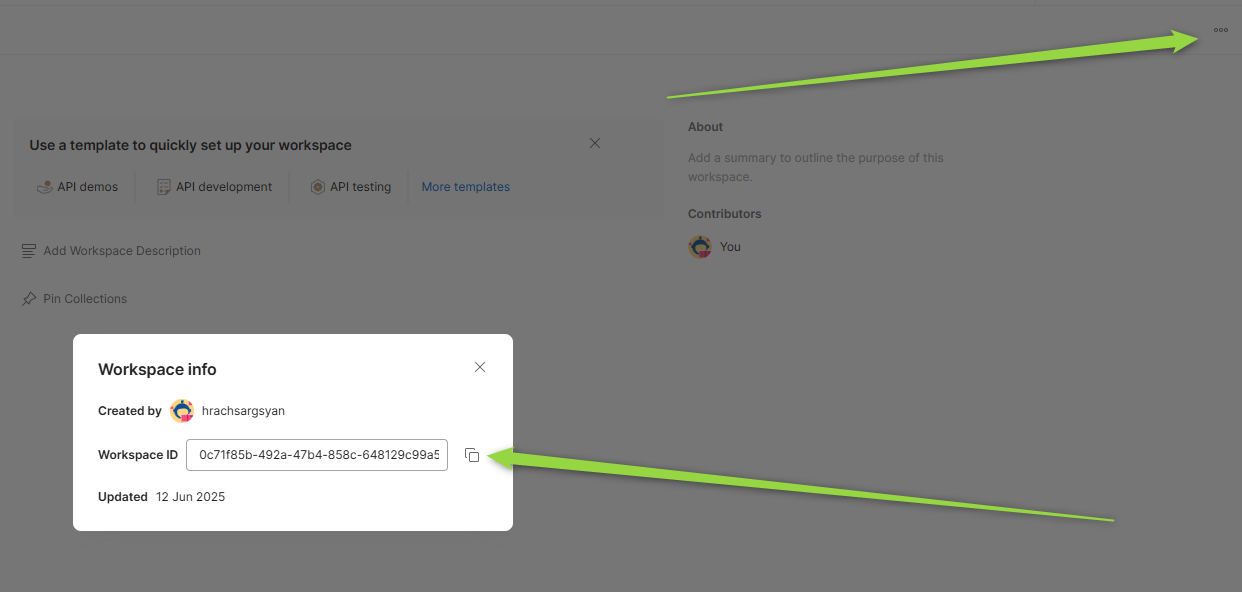 Use a template to quickly set up your workspace
API demos
API development
API testing
More templates
Add Workspace Description
Pin Collections
About
Add a summary to outline the purpose of this
workspace.
Contributors
You
Workspace info
Created by hrachsargsyan
Workspace ID 0c71f85b-492a-47b4-858c-648129c99a5
Updated 12 Jun 2025